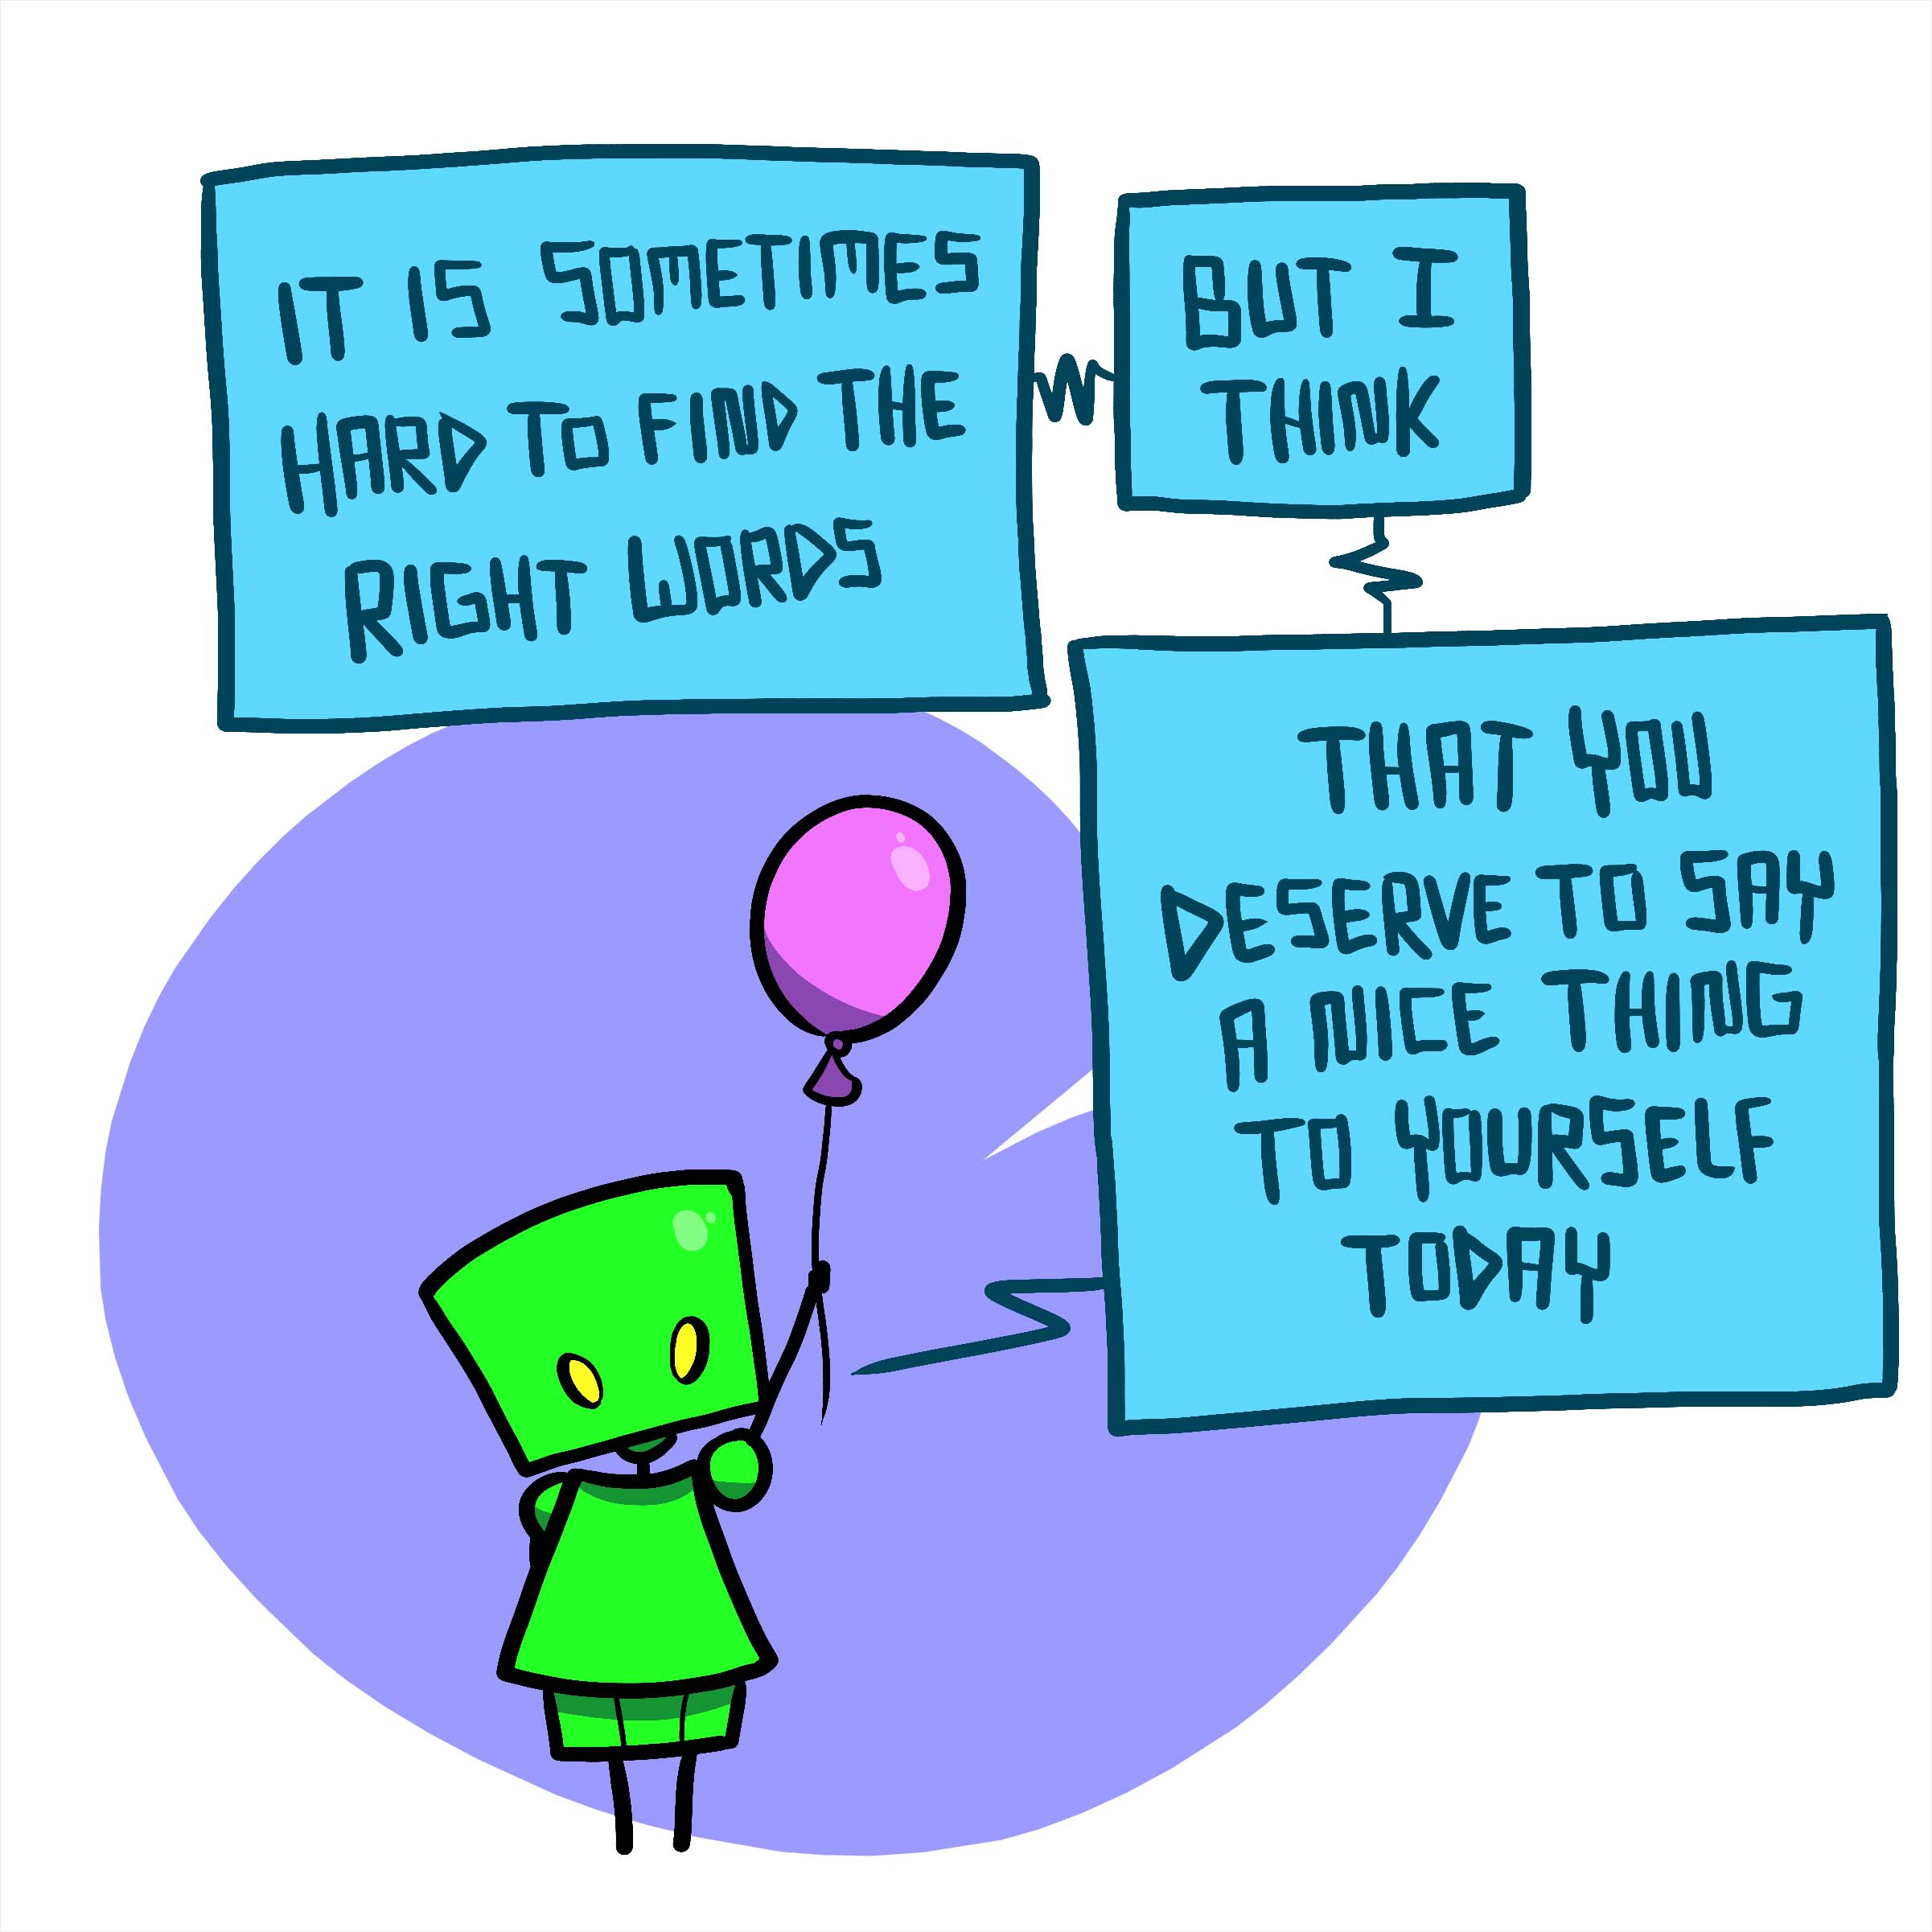 IT IS SOMETIMES
HARD TO FIND THE
RIGHT WORDS
BUT I
THINK
THAT YOU
DESERVE TO SAY
A NICE THING
TO YOURSELF
TODAY